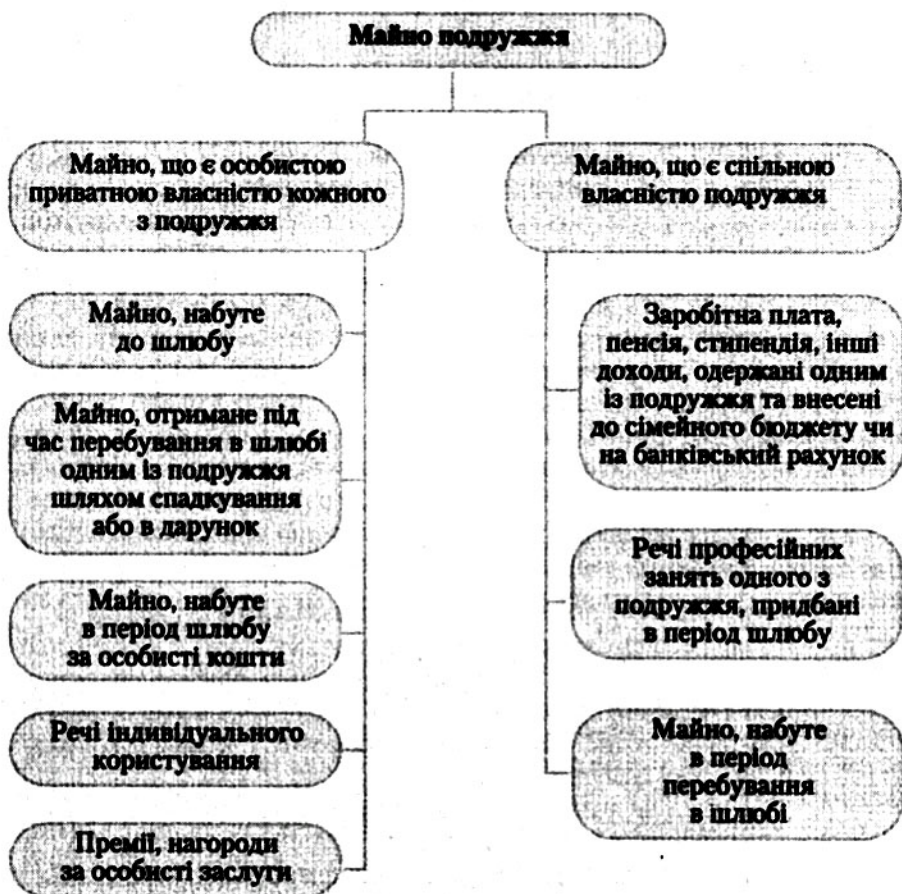 Майно подружжя
Майно, що є особистою
приватною власністю кожного
з подружжя
Майно, набуте
до шлюбу
Майно, отримане під
час перебування в шлюбі
одним із подружжя
шляхом спадкування
або в дарунок
Майно, набуте
в період шлюбу
за особисті кошти
Речі індивідуального
користування
Премії, нагороди
за особисті заслуги
Майно, що є спільною
власністю подружжя
Заробітна плата,
пенсія, стипендія, інші
доходи, одержані одним
із подружжя та внесені
до сімейного бюджету чи
на банківський рахунок
Речі професійних
занять одного з
подружжя, придбані
в період шлюбу
Майно, набуте
в період
перебування
в шлюбі